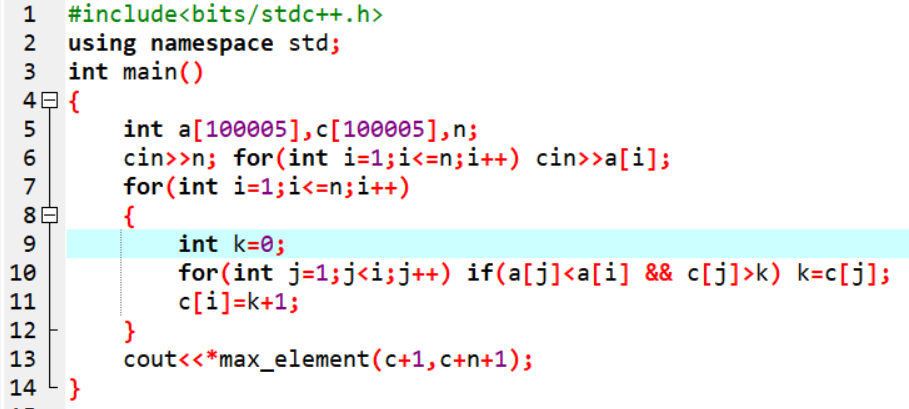 1 #include<bits/stdc++.h>
2 using namespace std;
3 int main()
4 {
5 int a[100005],c[100005],n;
6 cin>>n; for(int i=1;i<=n;i++) cin>>a[i];
7 for(int i=1;i<=n;i++)
8 {
9 int k=0;
10 for(int j=1;j<i;j++) if(a[j]<a[i] && c[j]>k) k=c[j];
11 c[i]=k+1;
12 }
13 cout<<*max_element(c+1,c+n+1);
14 }